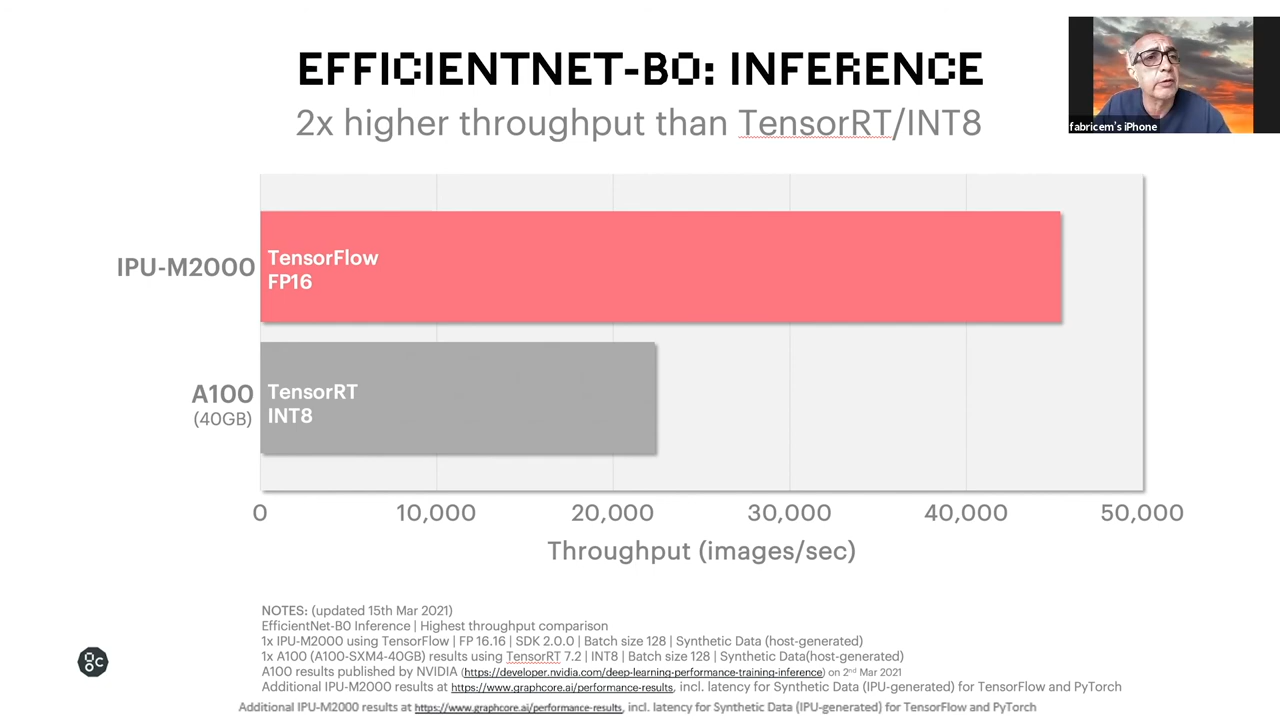 EFFICIENTNET-B0: INFERENCE
2x higher throughput than TensorRT/INT8
fabricem's iPhone
IPU-M2000
TensorFlow
FP16
A100
(40GB)
TensorRT
INT8
0 10,000 20,000 30,000 40,000 50,000
Throughput (images/sec)
NOTES: (updated 15th Mar 2021)
EfficientNet-B0 Inference | Highest throughput comparison
1x IPU-M2000 using TensorFlow | FP 16.16 | SDK 2.0.0 | Batch size 128 | Synthetic Data (host-generated)
1x A100 (A100-SXM4-40GB) results using TensorRT 7.2 | INT8 | Batch size 128 | Synthetic Data(host-generated)
A100 results published by NVIDIA (https://developer.nvidia.com/deep-learning-performance-training-inference) on 2nd Mar 2021
Additional IPU-M2000 results at https://www.graphcore.ai/performance-results, incl. latency for Synthetic Data (IPU-generated) for TensorFlow and PyTorch
Additional IPU-M2000 results at https://www.graphcore.ai/performance-results, incl. latency for Synthetic Data (IPU-generated) for TensorFlow and PyTorch
gc